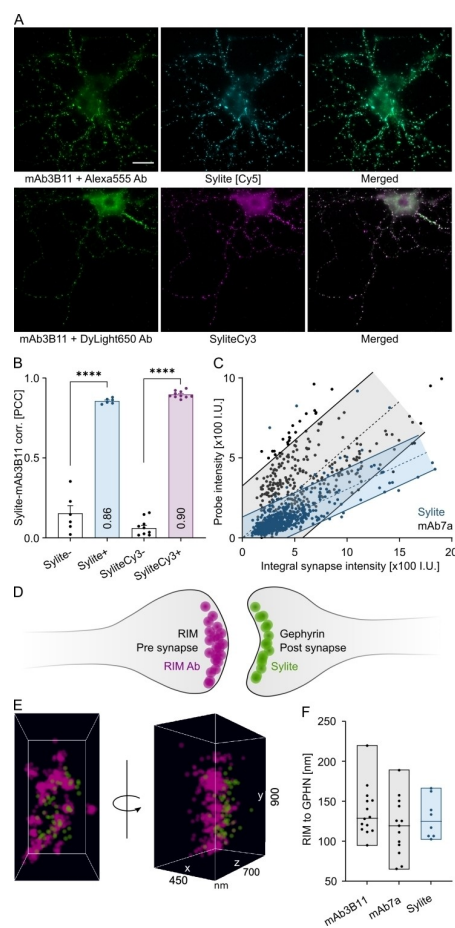 A
mAb3B11 + Alexa555 Ab
Sylite [Cy5]
Merged
mAb3B11 + DyLight650 Ab
SyliteCy3
Merged
B
Sylite-mAb3B11 corr. [PCC]
1.0
0.5
0.0
****
****
0.86
0.90
Sylite-
Sylite+
SyliteCy3-
SyliteCy3+
C
Probe intensity [x100 I.U.]
10
5
0
Sylite
mAb7a
0 5 10 15 20
Integral synapse intensity [x100 I.U.]
D
RIM
Pre synapse
RIM Ab
Gephyrin
Post synapse
Sylite
E
y
900
x
450
z
700
nm
F
RIM to GPHN [nm]
250
200
150
100
50
mAb3B11
mAb7a
Sylite